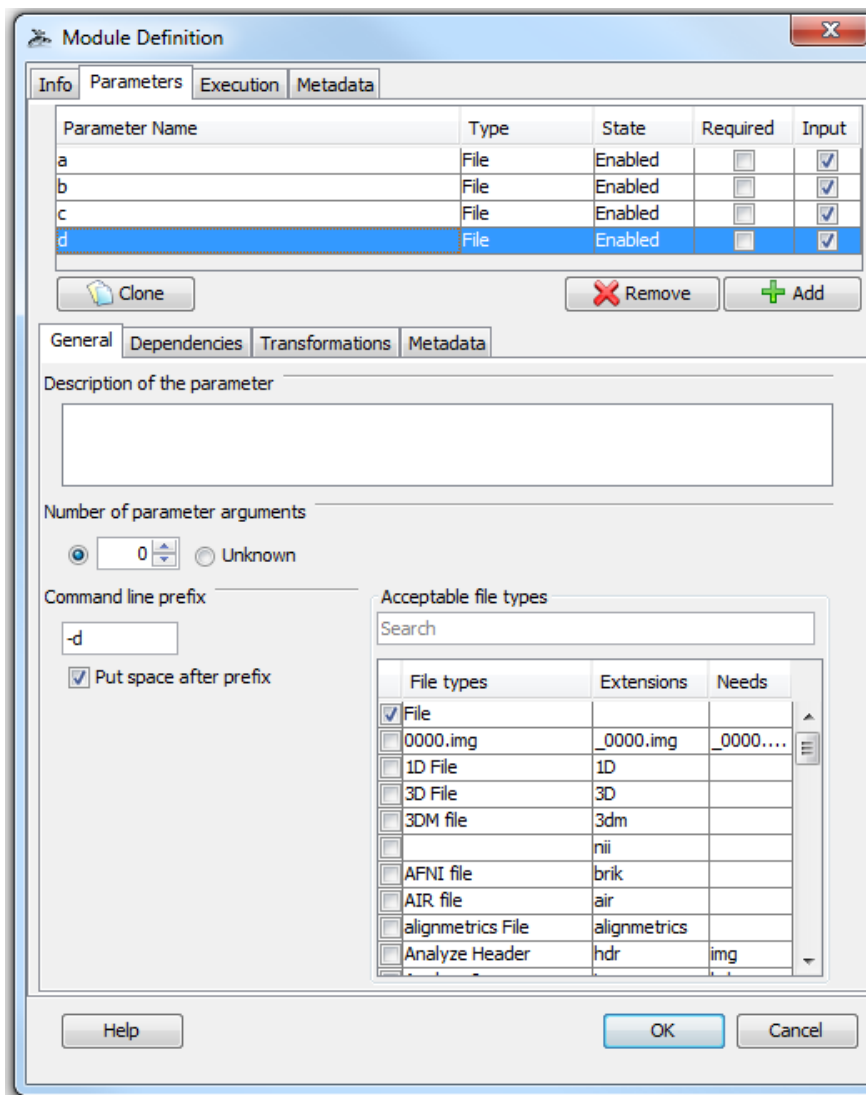 Module Definition
Info Parameters Execution Metadata
Parameter Name Type State Required Input
a File Enabled
b File Enabled
c File Enabled
d File Enabled
Clone Remove Add
General Dependencies Transformations Metadata
Description of the parameter
Number of parameter arguments
0 Unknown
Command line prefix Acceptable file types
-d Search
Put space after prefix
File types Extensions Needs
File
0000.img _0000.img _0000....
1D File 1D
3D File 3D
3DM file 3dm
nii
AFNI file brik
AIR file air
alignmetrics File alignmetrics
Analyze Header hdr img
Help OK Cancel